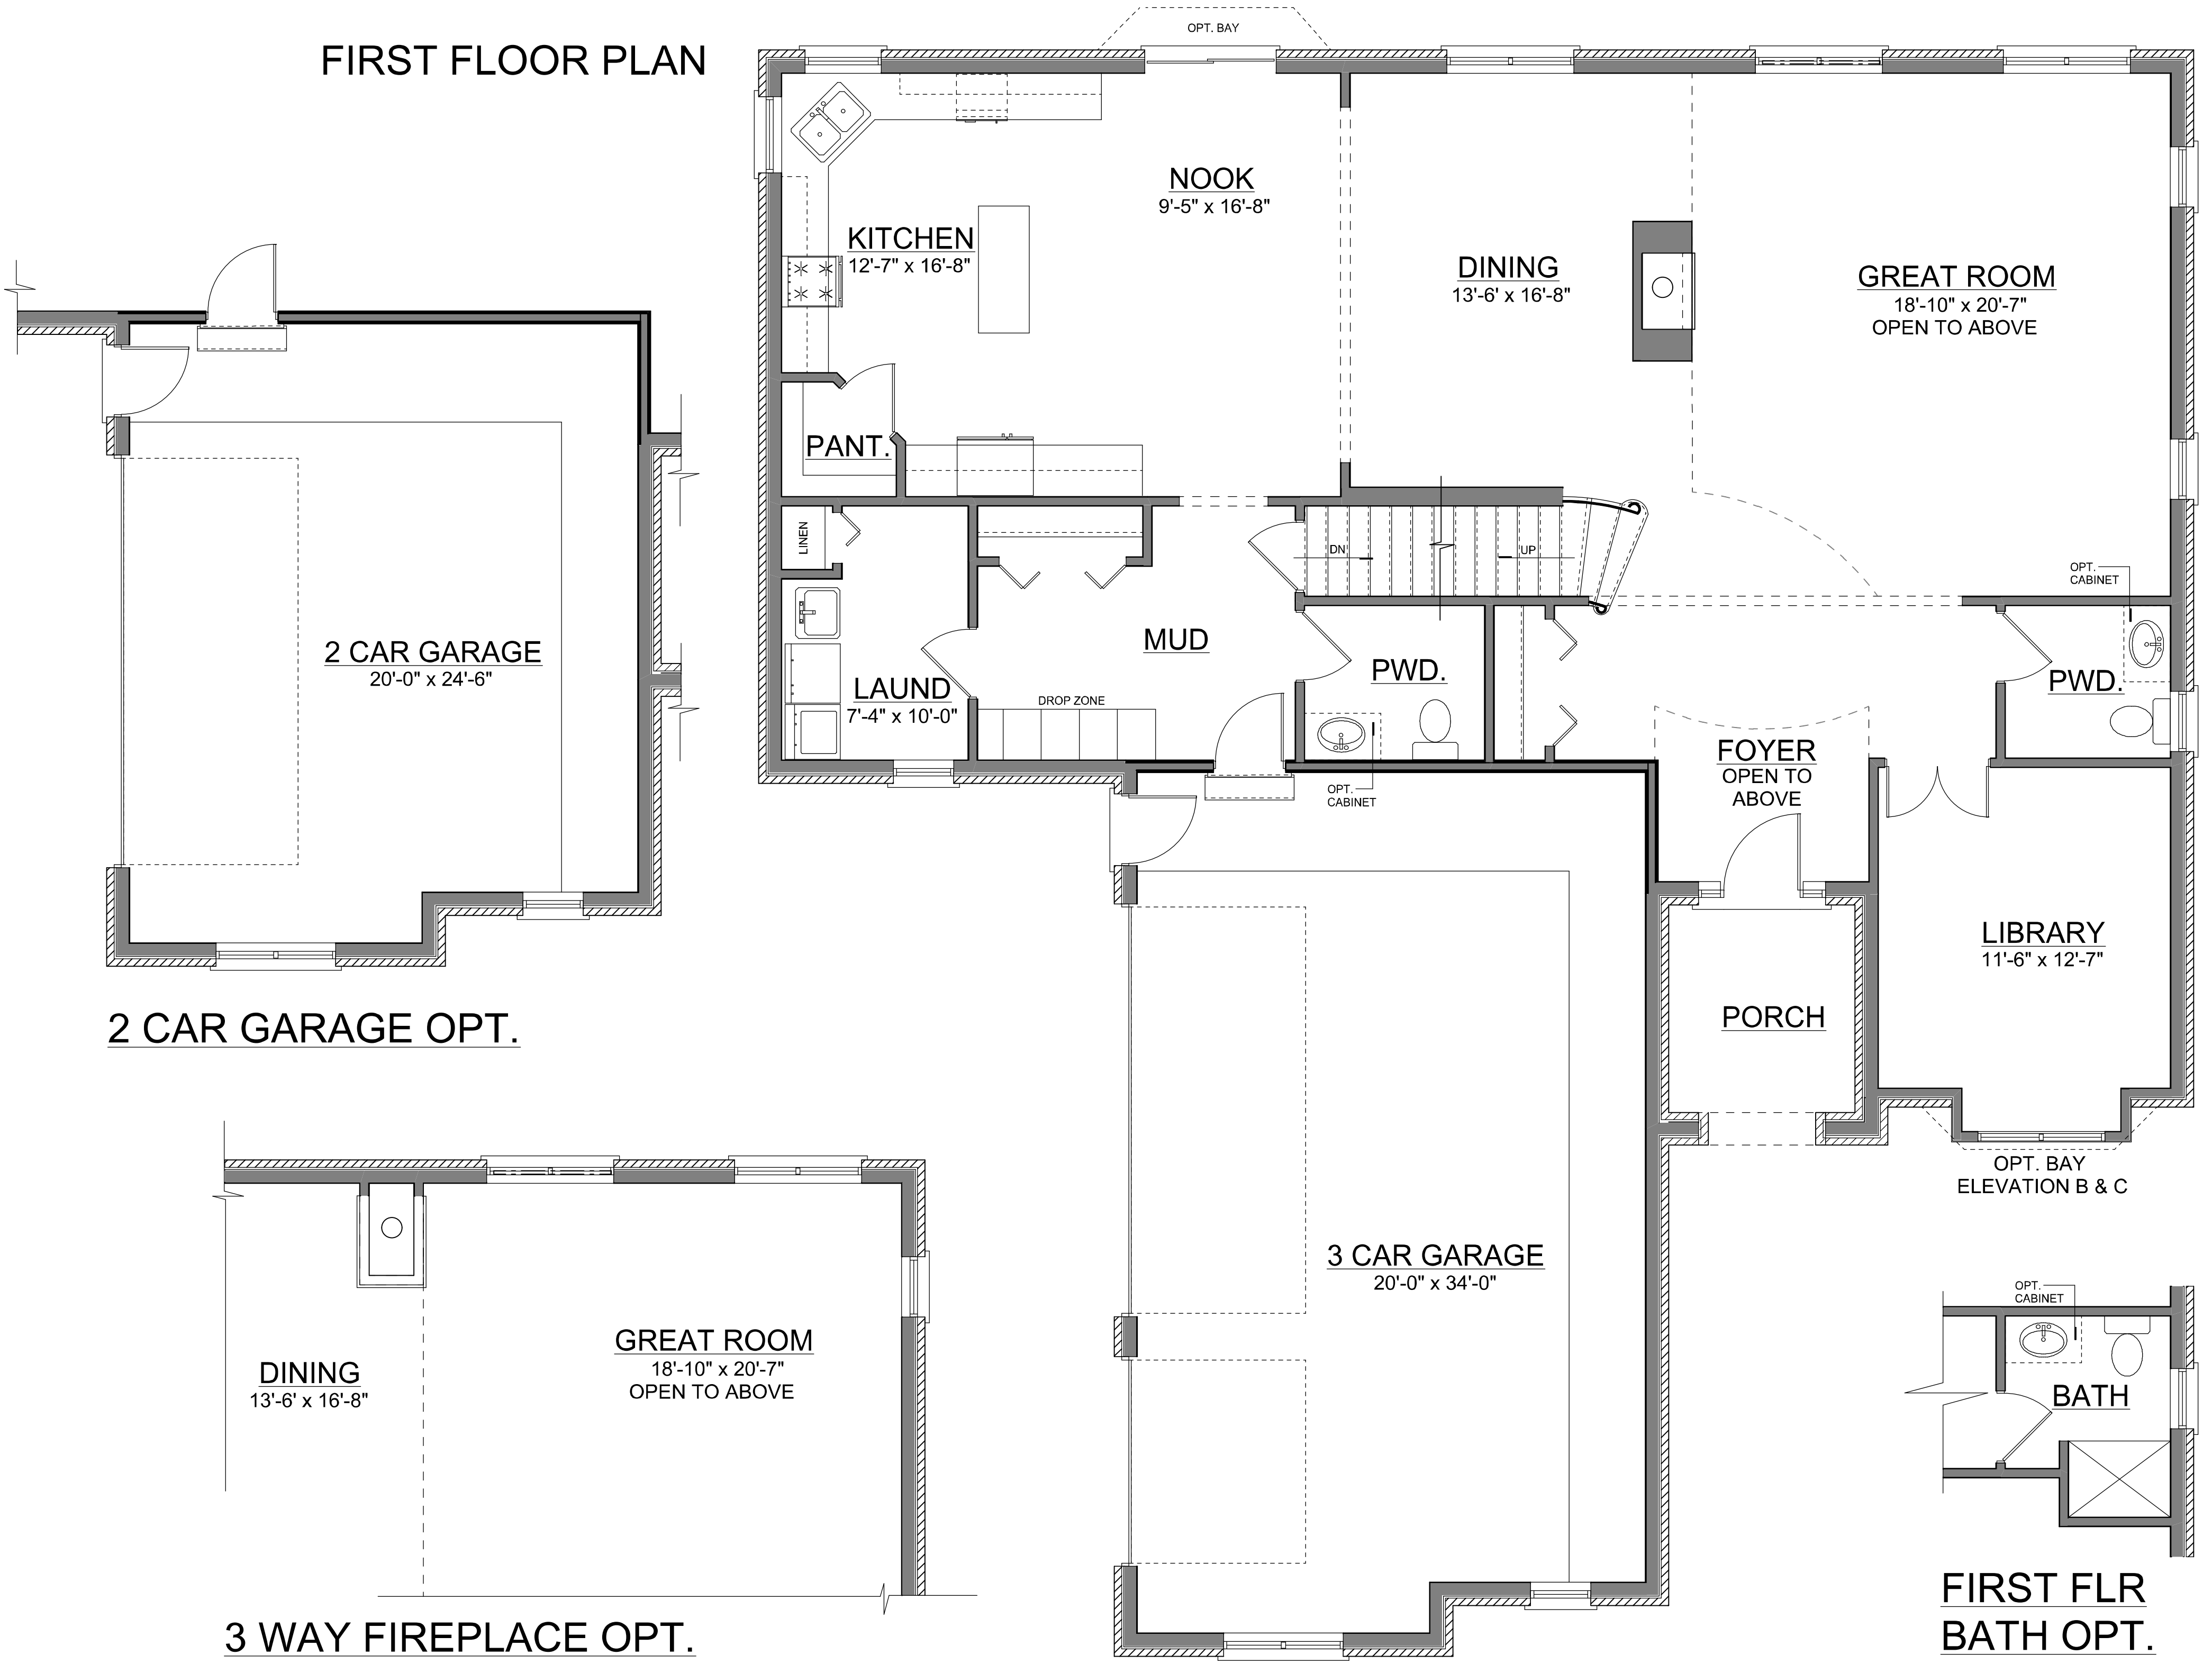 FIRST FLOOR PLAN
OPT. BAY
NOOK
9'-5" x 16'-8"
KITCHEN
12'-7" x 16'-8"
DINING
13'-6' x 16'-8"
GREAT ROOM
18'-10" x 20'-7"
OPEN TO ABOVE
PANT.
LINEN
DN
UP
OPT.
CABINET
MUD
PWD.
PWD.
LAUND
7'-4" x 10'-0"
DROP ZONE
FOYER
OPEN TO
ABOVE
OPT.
CABINET
2 CAR GARAGE
20'-0" x 24'-6"
2 CAR GARAGE OPT.
LIBRARY
11'-6" x 12'-7"
PORCH
OPT. BAY
ELEVATION B & C
3 CAR GARAGE
20'-0" x 34'-0"
GREAT ROOM
18'-10" x 20'-7"
OPEN TO ABOVE
DINING
13'-6' x 16'-8"
3 WAY FIREPLACE OPT.
OPT.
CABINET
BATH
FIRST FLR
BATH OPT.